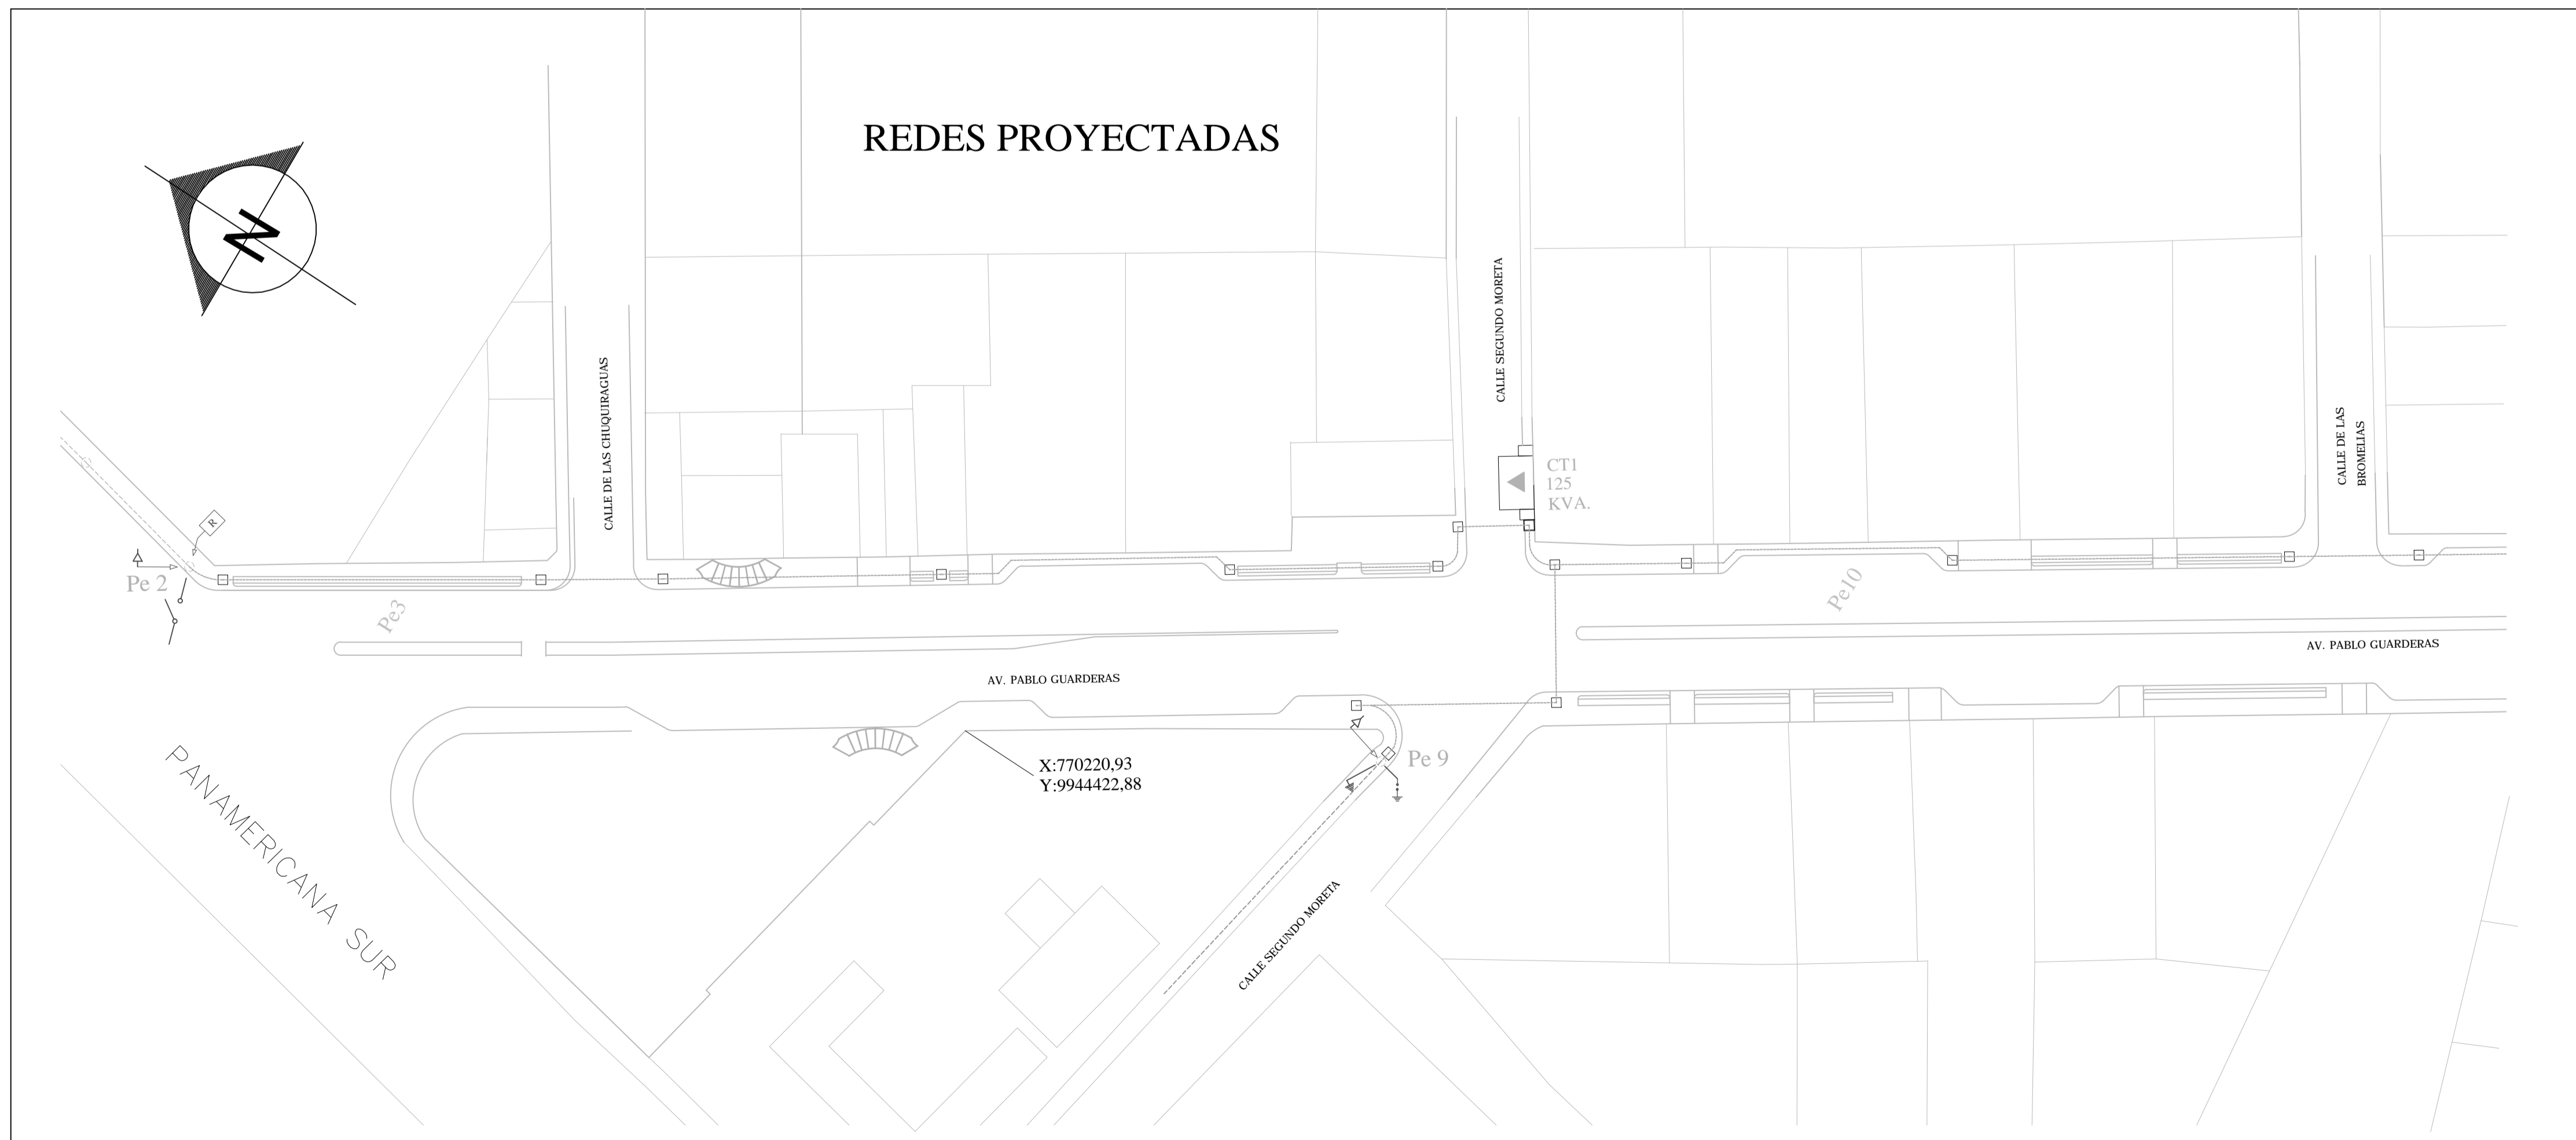 REDES PROYECTADAS
N
CALLE DE LAS CHUQUIRAGUAS
CALLE SEGUNDO MORETA
CALLE DE LAS
BROMELIAS
CT1
125
KVA.
R
Pe 2
Pe3
Pe10
AV. PABLO GUARDERAS
AV. PABLO GUARDERAS
Pe 9
X:770220,93
Y:9944422,88
PANAMERICANA SUR
CALLE SEGUNDO MORETA